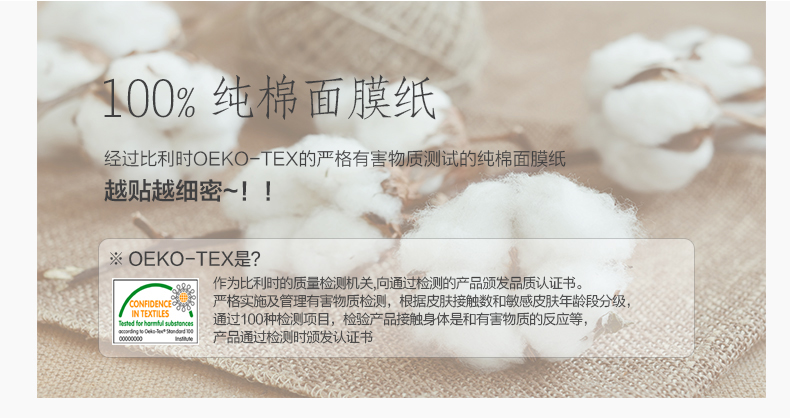 100% 纯棉面膜纸
经过比利时OEKO-TEX的严格有害物质测试的纯棉面膜纸
越贴越细密~！！
※ OEKO-TEX是?
作为比利时的质量检测机关,向通过检测的产品颁发品质认证书。
严格实施及管理有害物质检测，根据皮肤接触数和敏感皮肤年龄段分级，
通过100种检测项目，检验产品接触身体是和有害物质的反应等，
产品通过检测时颁发认证书
CONFIDENCE
IN TEXTILES
Tested for harmful substances
according to Oeko-Tex® Standard 100
00000000 Institute